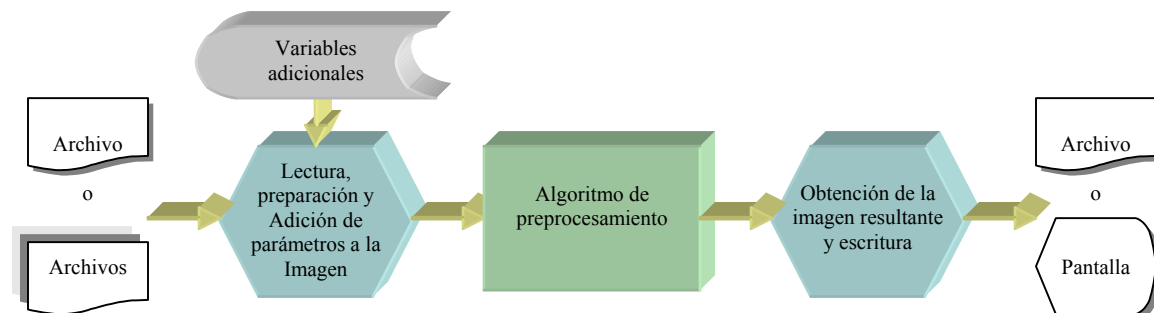 Variables
adicionales
Archivo
o
Archivos
Lectura,
preparación y
Adición de
parámetros a la
Imagen
Algoritmo de
preprocesamiento
Obtención de la
imagen resultante
y escritura
Archivo
o
Pantalla